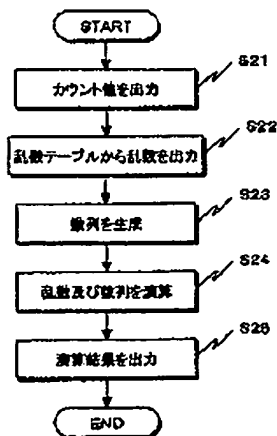 START
カウント値を出力
S21
乱数テーブルから乱数を出力
S22
数列を生成
S23
乱数及び数列を演算
S24
演算結果を出力
S25
END